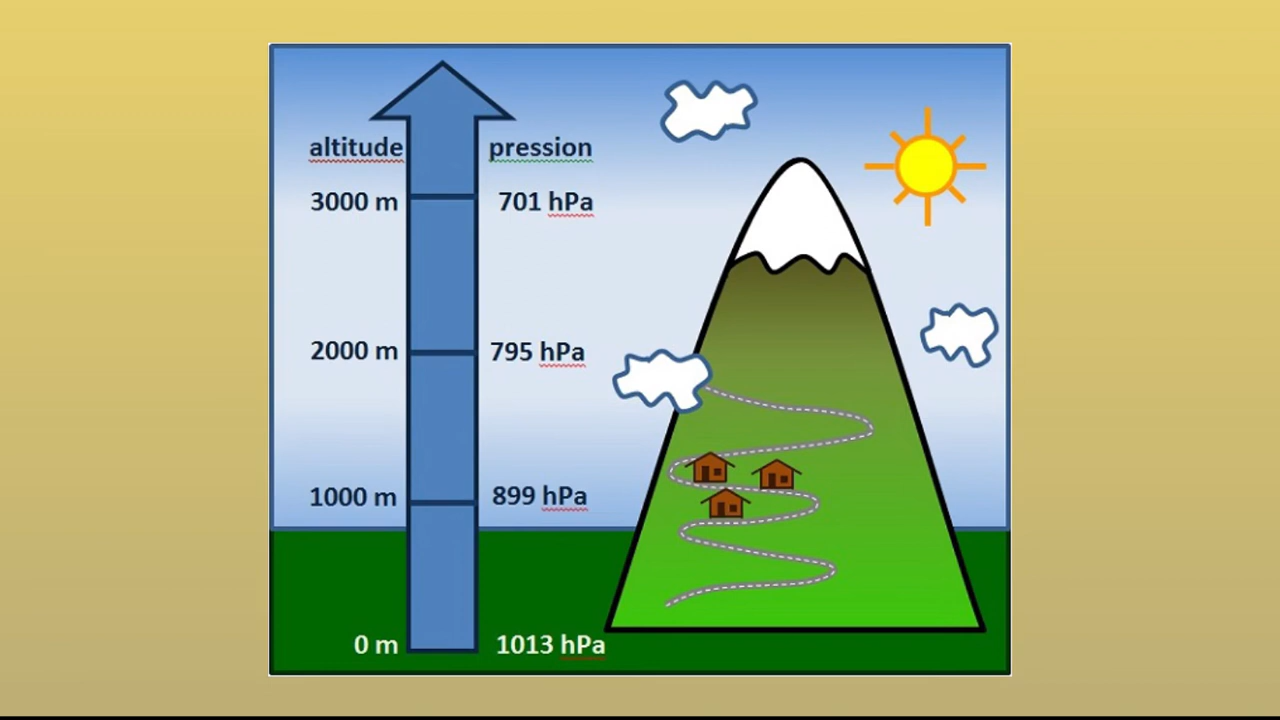 altitude pression
3000 m 701 hPa
2000 m 795 hPa
1000 m 899 hPa
0 m 1013 hPa